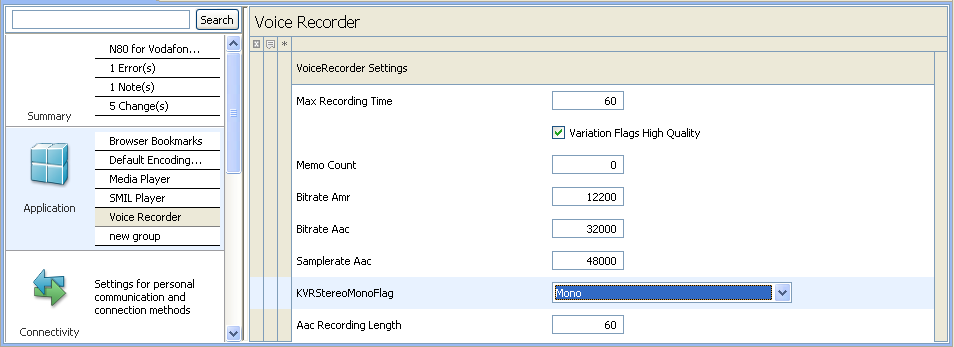 Search
N80 for Vodafon...
1 Error(s)
1 Note(s)
5 Change(s)
Summary
Browser Bookmarks
Default Encoding...
Media Player
SMIL Player
Voice Recorder
new group
Application
Settings for personal
communication and
connection methods
Connectivity
Voice Recorder
*
VoiceRecorder Settings
Max Recording Time 60
Variation Flags High Quality
Memo Count 0
Bitrate Amr 12200
Bitrate Aac 32000
Samplerate Aac 48000
KVRStereoMonoFlag Mono
Aac Recording Length 60